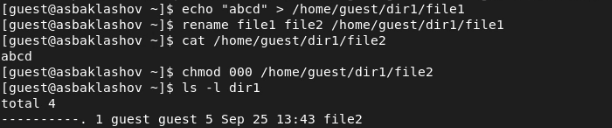 [guest@asbaklashov ~]$ echo "abcd" > /home/guest/dir1/file1
[guest@asbaklashov ~]$ rename file1 file2 /home/guest/dir1/file1
[guest@asbaklashov ~]$ cat /home/guest/dir1/file2
abcd
[guest@asbaklashov ~]$ chmod 000 /home/guest/dir1/file2
[guest@asbaklashov ~]$ ls -l dir1
total 4
----------. 1 guest guest 5 Sep 25 13:43 file2